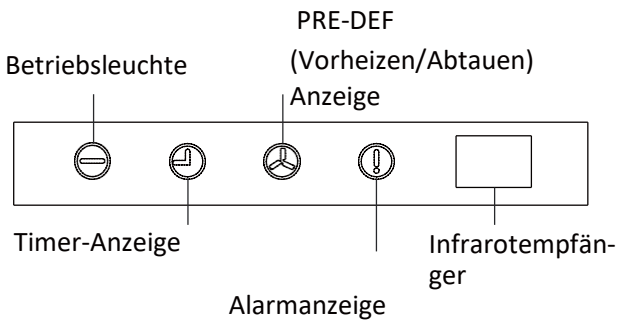 PRE-DEF
(Vorheizen/Abtauen)
Anzeige
Betriebsleuchte
Timer-Anzeige
Infrarotempfän-
ger
Alarmanzeige